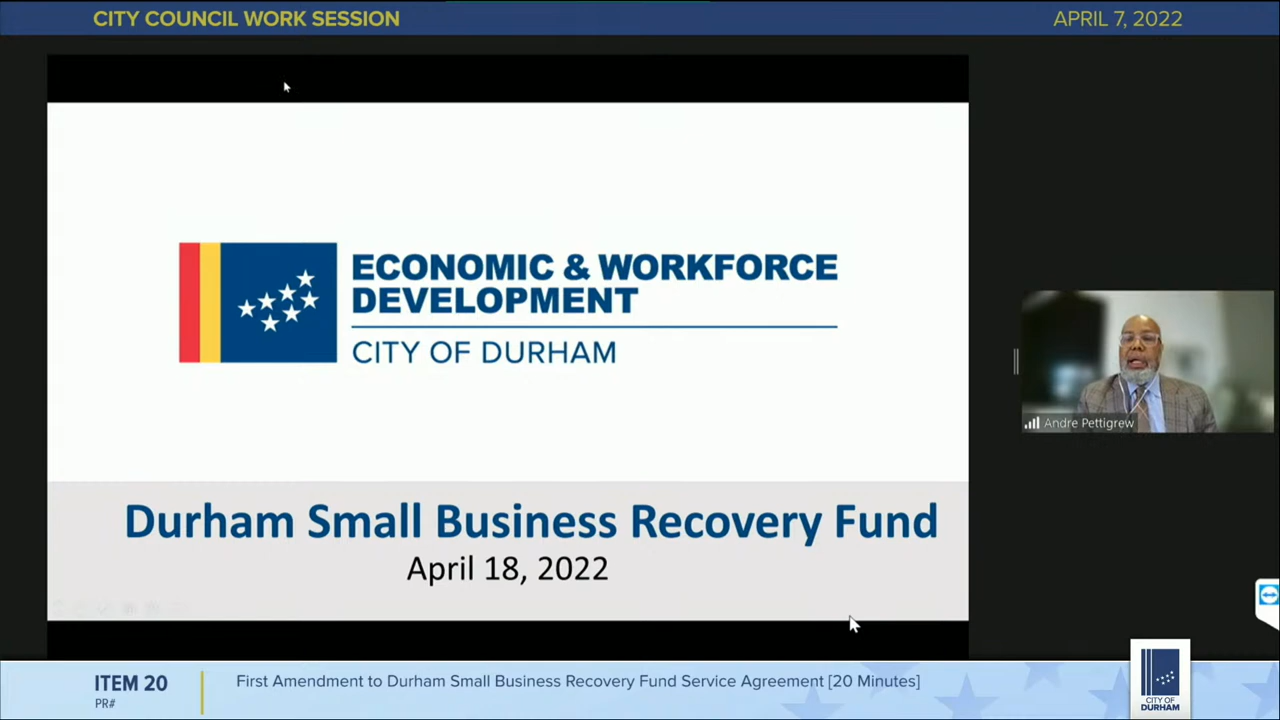 CITY COUNCIL WORK SESSION
APRIL 7, 2022
ECONOMIC & WORKFORCE
DEVELOPMENT
CITY OF DURHAM
Durham Small Business Recovery Fund
April 18, 2022
Andre Pettigrew
ITEM 20
PR#
First Amendment to Durham Small Business Recovery Fund Service Agreement [20 Minutes]
CITY OF
DURHAM